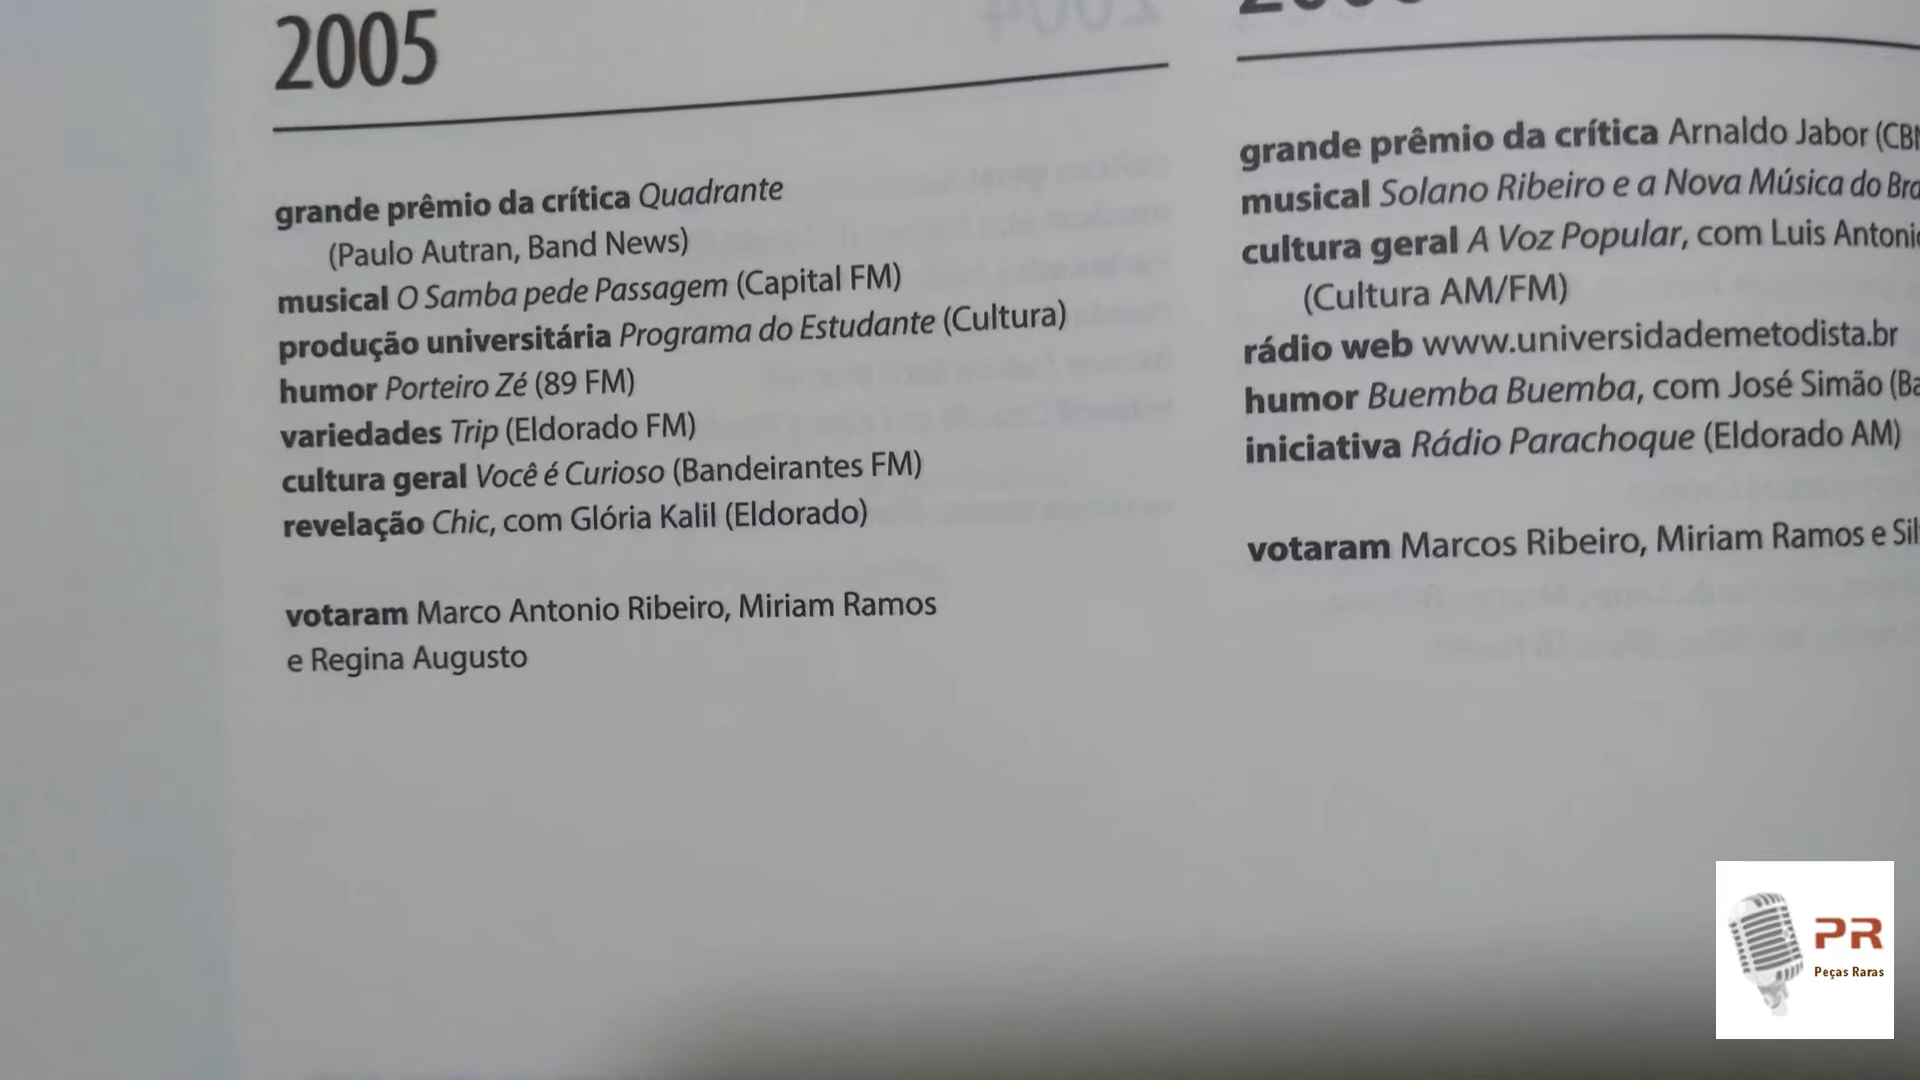 2005
grande prêmio da crítica Quadrante
(Paulo Autran, Band News)
musical O Samba pede Passagem (Capital FM)
produção universitária Programa do Estudante (Cultura)
humor Porteiro Zé (89 FM)
variedades Trip (Eldorado FM)
cultura geral Você é Curioso (Bandeirantes FM)
revelação Chic, com Glória Kalil (Eldorado)
votaram Marco Antonio Ribeiro, Miriam Ramos
e Regina Augusto
grande prêmio da crítica Arnaldo Jabor
musical Solano Ribeiro e a Nova Música do
cultura geral A Voz Popular, com Luis
(Cultura AM/FM)
rádio web www.universidademetodista.br
humor Buemba Buemba, com José Simão
iniciativa Rádio Parachoque (Eldorado AM)
votaram Marcos Ribeiro, Miriam Ramos e
PR
Peças Raras